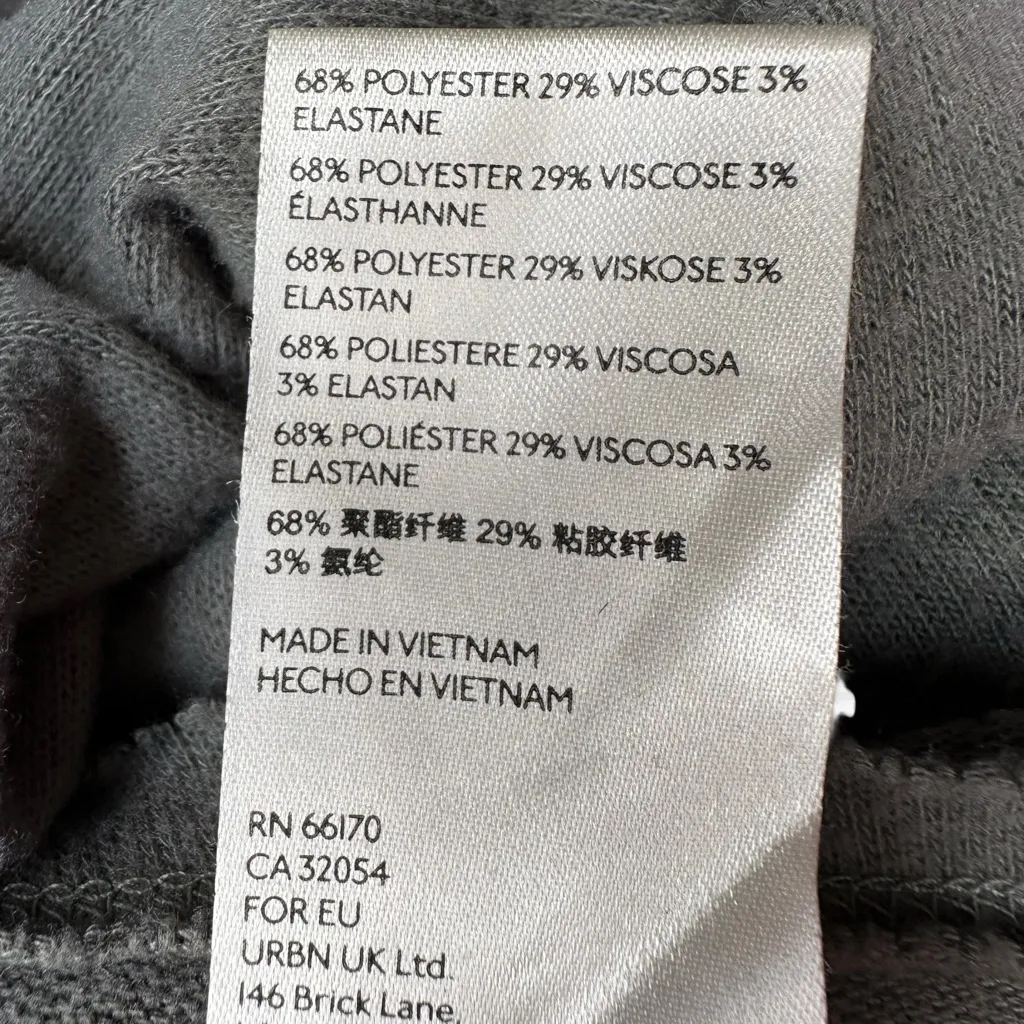 68% POLYESTER 29% VISCOSE 3%
ELASTANE
68% POLYESTER 29% VISCOSE 3%
ÉLASTHANNE
68% POLYESTER 29% VISKOSE 3%
ELASTAN
68% POLIESTERE 29% VISCOSA
3% ELASTAN
68% POLIÉSTER 29% VISCOSA 3%
ELASTANE
68% 聚酯纤维 29% 粘胶纤维
3% 氨纶
MADE IN VIETNAM
HECHO EN VIETNAM
RN 66170
CA 32054
FOR EU
URBN UK Ltd.
146 Brick Lane,